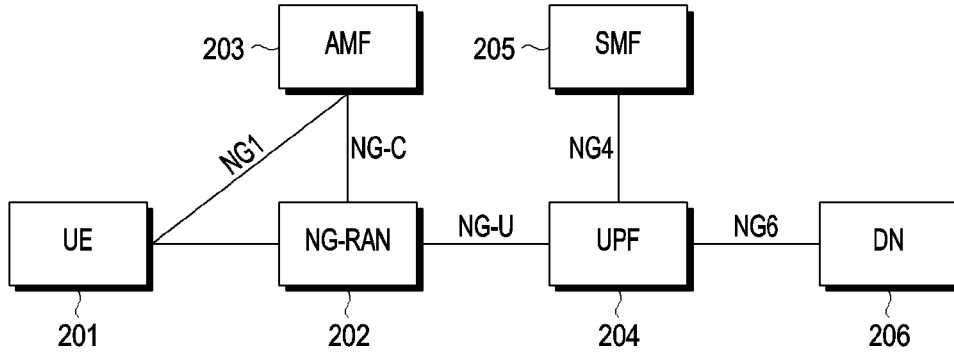 203
AMF
205
SMF
NG1
NG-C
NG4
UE
NG-RAN
NG-U
UPF
NG6
DN
201
202
204
206